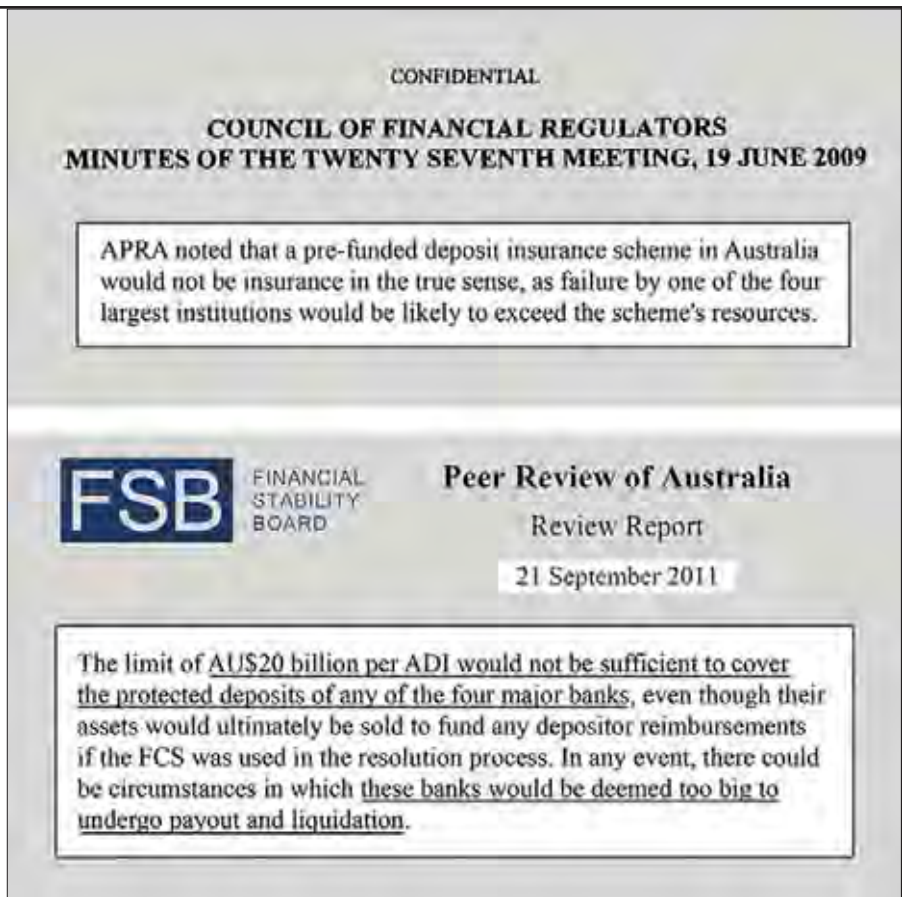 CONFIDENTIAL
COUNCIL OF FINANCIAL REGULATORS
MINUTES OF THE TWENTY SEVENTH MEETING, 19 JUNE 2009
APRA noted that a pre-funded deposit insurance scheme in Australia
would not be insurance in the true sense, as failure by one of the four
largest institutions would be likely to exceed the scheme's resources.
FSB
FINANCIAL
STABILITY
BOARD
Peer Review of Australia
Review Report
21 September 2011
The limit of AU$20 billion per ADI would not be sufficient to cover
the protected deposits of any of the four major banks, even though their
assets would ultimately be sold to fund any depositor reimbursements
if the FCS was used in the resolution process. In any event, there could
be circumstances in which these banks would be deemed too big to
undergo payout and liquidation.